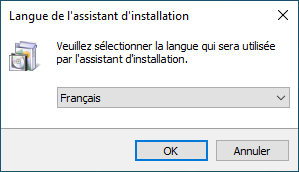 Langue de l'assistant d'installation
Veuillez sélectionner la langue qui sera utilisée
par l'assistant d'installation.
Français
OK
Annuler